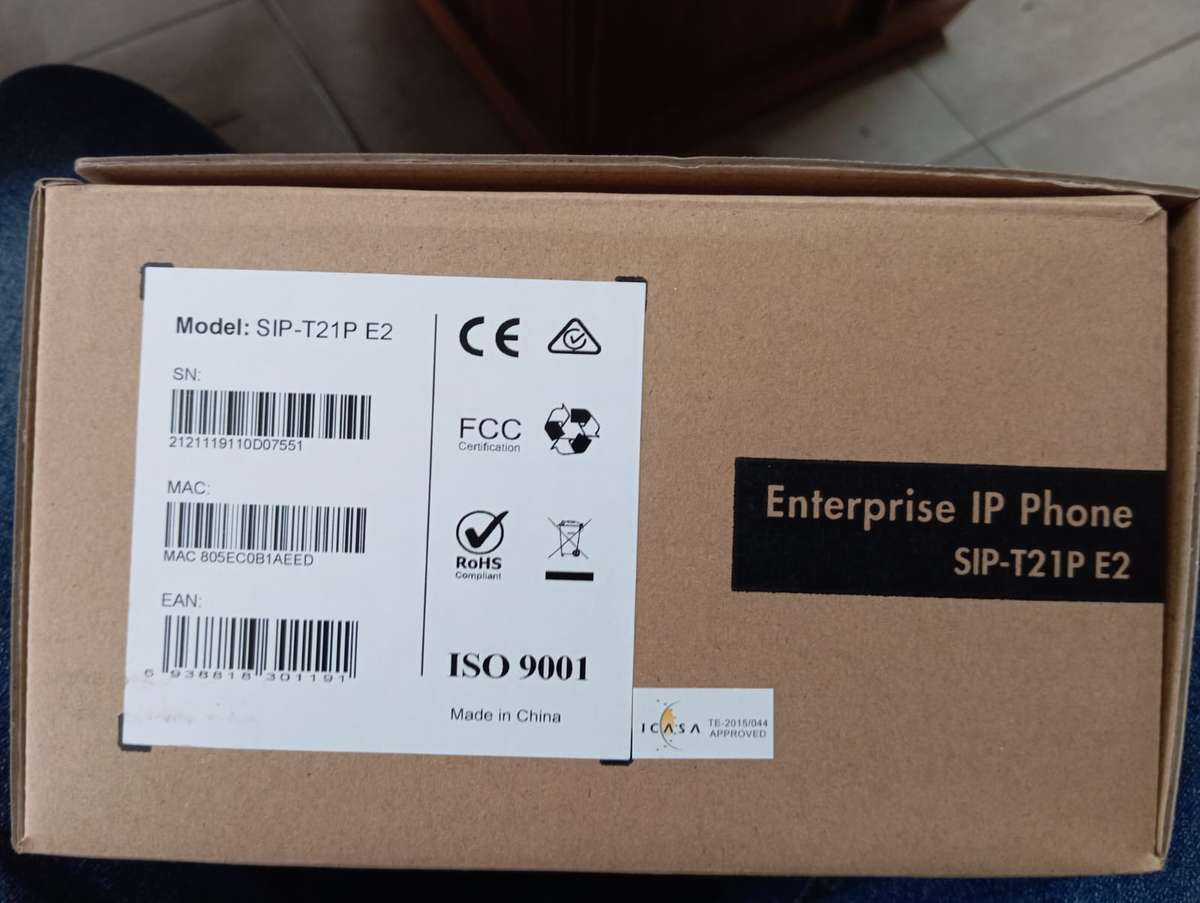 Model: SIP-T21P E2
SN:
2121119110D07551
MAC:
MAC 805EC0B1AEED
EAN:
6 938818 301191
CE
FCC
Certification
RoHS
Compliant
ISO 9001
Made in China
Enterprise IP Phone
SIP-T21P E2
ICASA
TE-2015/044
APPROVED